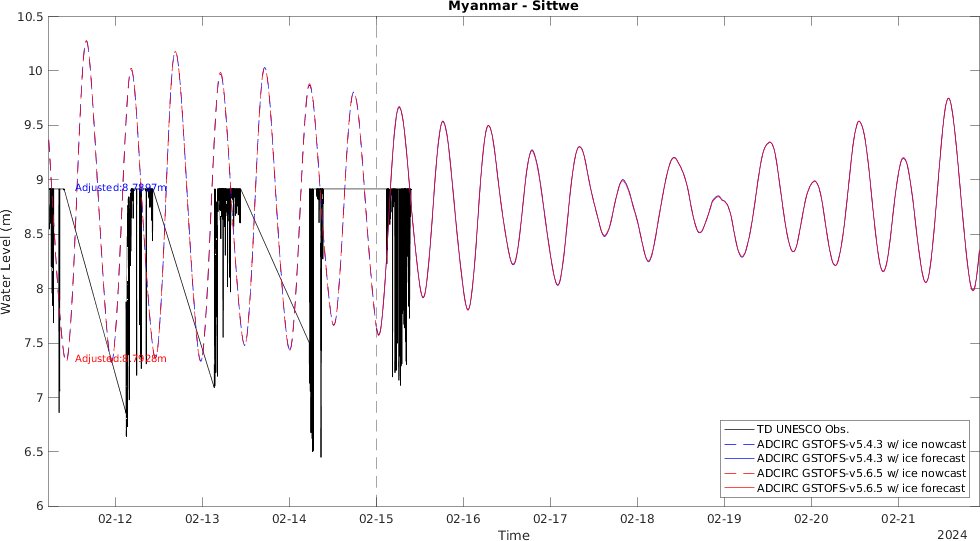 Myanmar - Sittwe
10.5
10
9.5
9
8.5
8
7.5
7
6.5
6
Water Level (m)
Adjusted:8.7897m
Adjusted:8.7928m
TD UNESCO Obs.
ADCIRC GSTOFS-v5.4.3 w/ ice nowcast
ADCIRC GSTOFS-v5.4.3 w/ ice forecast
ADCIRC GSTOFS-v5.6.5 w/ ice nowcast
ADCIRC GSTOFS-v5.6.5 w/ ice forecast
02-12 02-13 02-14 02-15 02-16 02-17 02-18 02-19 02-20 02-21
Time
2024